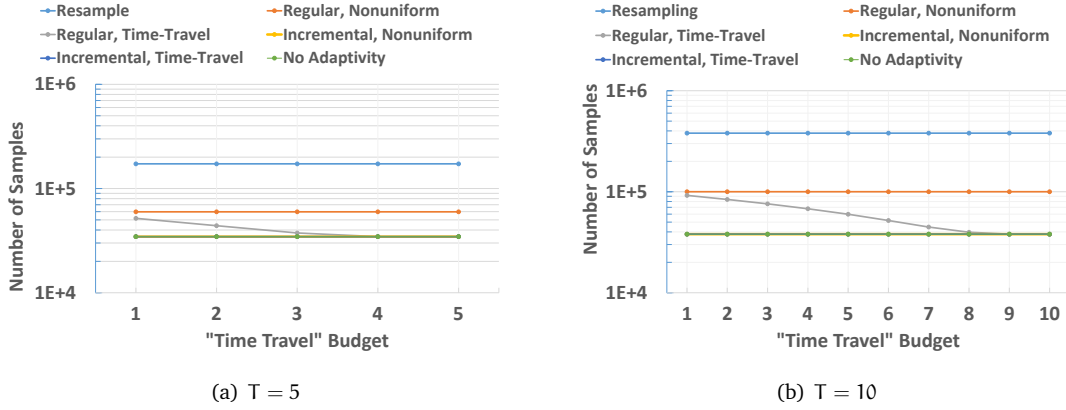 Resample
Regular, Nonuniform
Regular, Time-Travel
Incremental, Nonuniform
Incremental, Time-Travel
No Adaptivity
1E+6
1E+5
1E+4
Number of Samples
1 2 3 4 5
"Time Travel" Budget
(a) T = 5
Resampling
Regular, Nonuniform
Regular, Time-Travel
Incremental, Nonuniform
Incremental, Time-Travel
No Adaptivity
1E+6
1E+5
1E+4
Number of Samples
1 2 3 4 5 6 7 8 9 10
"Time Travel" Budget
(b) T = 10